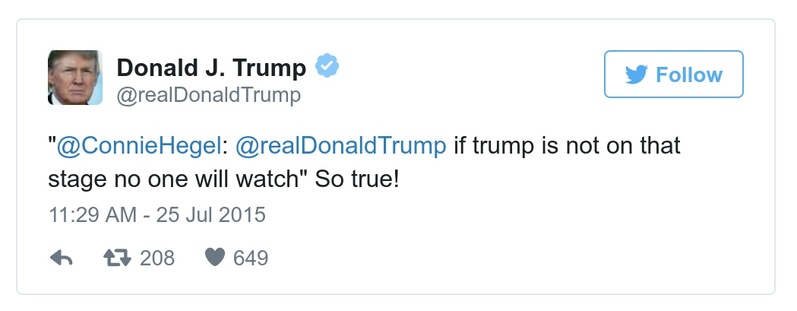 Donald J. Trump
@realDonaldTrump
Follow
"@ConnieHegel: @realDonaldTrump if trump is not on that
stage no one will watch" So true!
11:29 AM - 25 Jul 2015
208 649